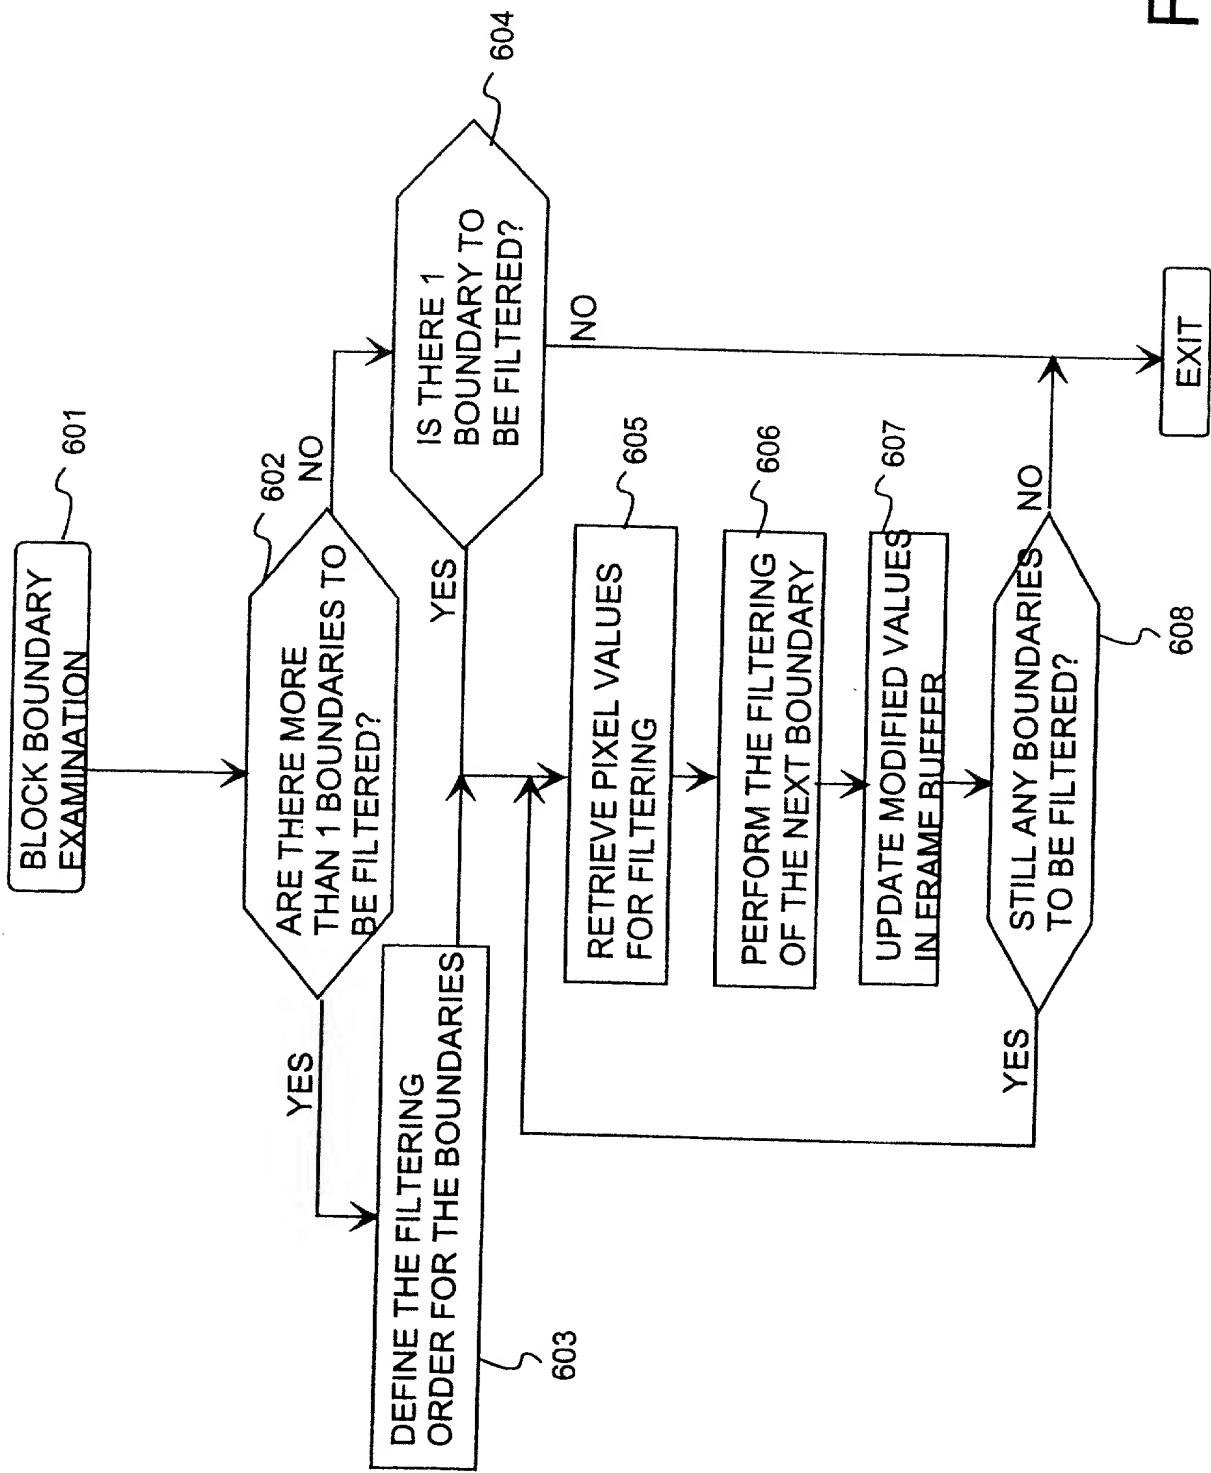 BLOCK BOUNDARY
EXAMINATION
601
ARE THERE MORE
THAN 1 BOUNDARIES TO
BE FILTERED?
602
NO
YES
DEFINE THE FILTERING
ORDER FOR THE BOUNDARIES
603
IS THERE 1
BOUNDARY TO
BE FILTERED?
604
YES
NO
RETRIEVE PIXEL VALUES
FOR FILTERING
605
PERFORM THE FILTERING
OF THE NEXT BOUNDARY
606
UPDATE MODIFIED VALUES
IN FRAME BUFFER
607
STILL ANY BOUNDARIES
TO BE FILTERED?
608
YES
NO
EXIT